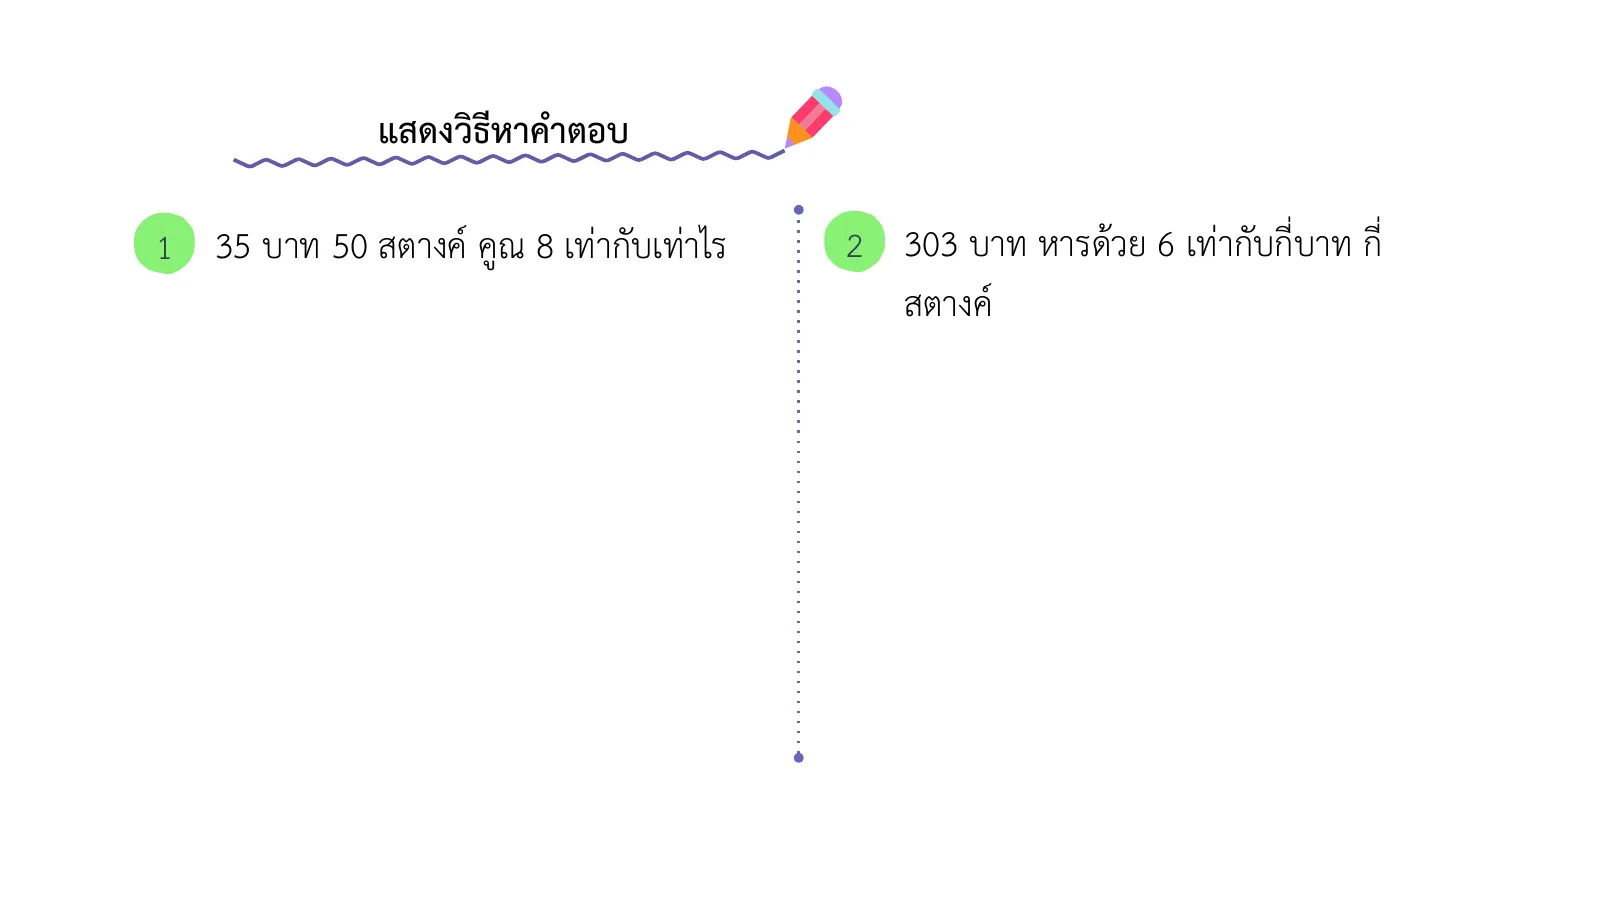 แสดงวิธีหาคำตอบ
1 35 บาท 50 สตางค์ คูณ 8 เท่ากับเท่าไร
2 303 บาท หารด้วย 6 เท่ากับกี่บาท กี่
สตางค์